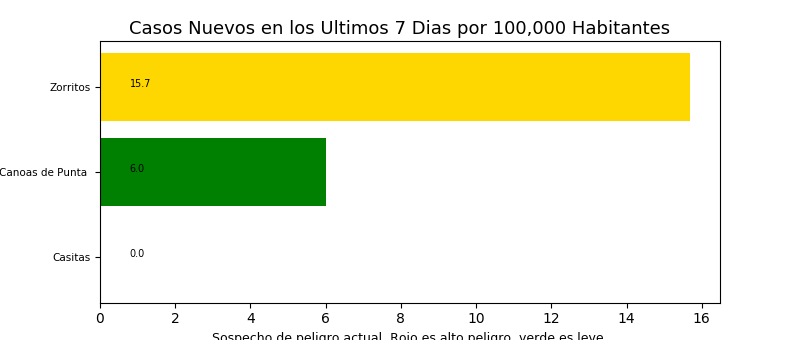 Casos Nuevos en los Ultimos 7 Dias por 100,000 Habitantes
Zorritos
15.7
Canoas de Punta
6.0
Casitas
0.0
0 2 4 6 8 10 12 14 16
Sospecho de peligro actual. Rojo es alto peligro, verde es leve